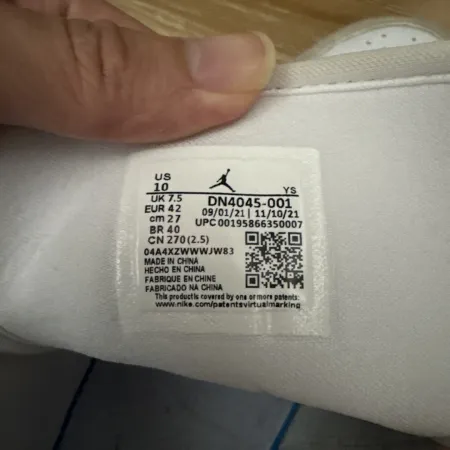 US
10 YS
UK 7.5 DN4045-001
EUR 42 09/01/21 | 11/10/21
cm 27 UPC 00195866350007
BR 40
CN 270 (2.5)
04A4XZWWWJW83
MADE IN CHINA
HECHO EN CHINA
FABRIQUE EN CHINE
FABRICADO NA CHINA
This product is covered by one or more patents:
www.nike.com/patentsvirtualmarking